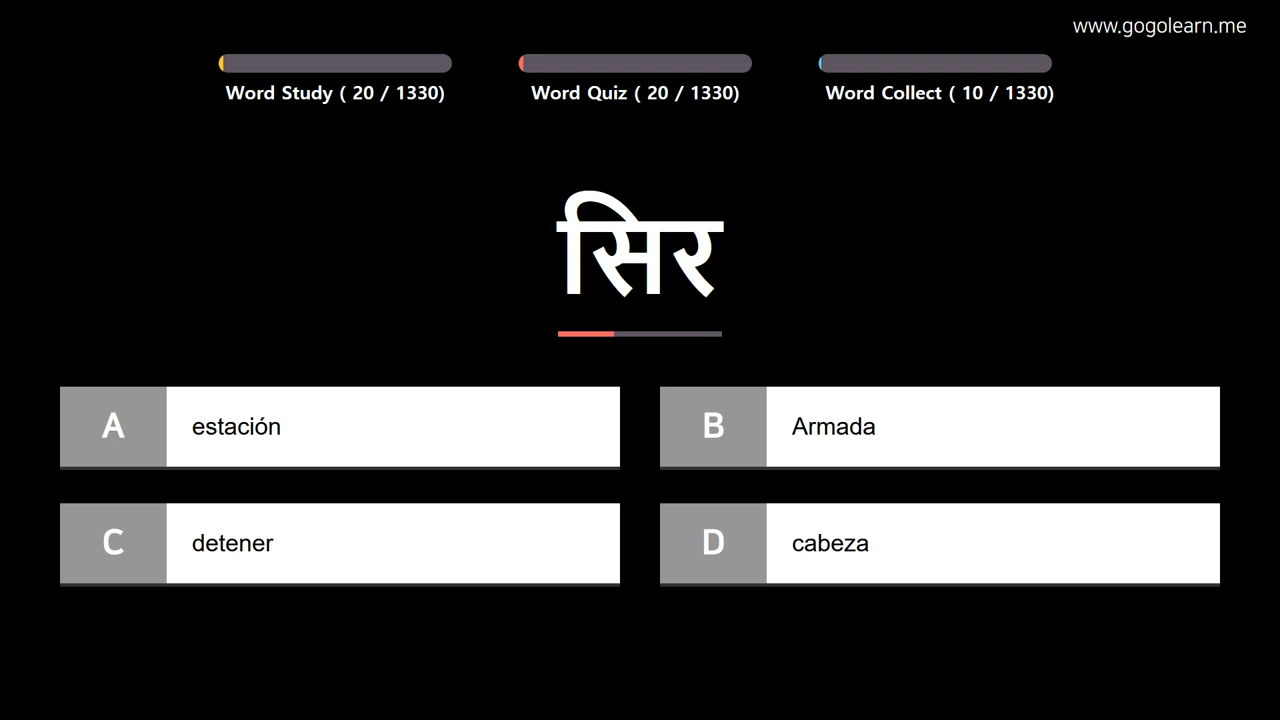 www.gogolearn.me
Word Study ( 20 / 1330)
Word Quiz ( 20 / 1330)
Word Collect ( 10 / 1330)
सिर
A estación
B Armada
C detener
D cabeza